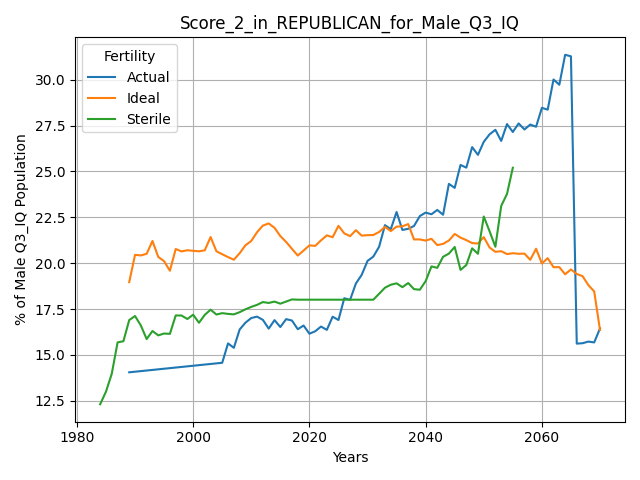 Score_2_in_REPUBLICAN_for_Male_Q3_IQ
Fertility
Actual
Ideal
Sterile
% of Male Q3_IQ Population
30.0
27.5
25.0
22.5
20.0
17.5
15.0
12.5
1980
2000
2020
2040
2060
Years